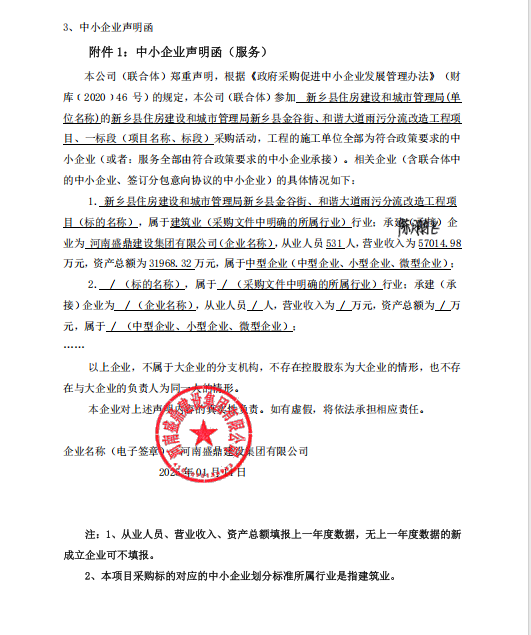 3、中小企业声明函
附件 1：中小企业声明函（服务）
本公司（联合体）郑重声明，根据《政府采购促进中小企业发展管理办法》（财
库﹝2020﹞46 号）的规定，本公司（联合体）参加 新乡县住房建设和城市管理局(单
位名称)的新乡县住房建设和城市管理局新乡县金谷街、和谐大道雨污分流改造工程项
目、一标段（项目名称、标段）采购活动，工程的施工单位全部为符合政策要求的中
小企业（或者：服务全部由符合政策要求的中小企业承接）。相关企业（含联合体中
的中小企业、签订分包意向协议的中小企业）的具体情况如下：
1. 新乡县住房建设和城市管理局新乡县金谷街、和谐大道雨污分流改造工程项
目（标的名称），属于建筑业（采购文件中明确的所属行业）行业；承建 企
业为 河南盛鼎建设集团有限公司（企业名称），从业人员 531 人，营业收入为 57014.98
万元，资产总额为 31968.32 万元，属于中型企业（中型企业、小型企业、微型企业）；
2. / （标的名称），属于 / （采购文件中明确的所属行业）行业；承建（承
接）企业为 / （企业名称），从业人员 / 人，营业收入为 / 万元，资产总额为 / 万
元，属于 / （中型企业、小型企业、微型企业）；
……
以上企业，不属于大企业的分支机构，不存在控股股东为大企业的情形，也不存
在与大企业的负责人为同一人的情形。
本企业对上述声明内容的真实性负责。如有虚假，将依法承担相应责任。
企业名称（电子签章）：河南盛鼎建设集团有限公司
河南盛鼎建设集团有限公司
2025年01月14日
注：1、从业人员、营业收入、资产总额填报上一年度数据，无上一年度数据的新
成立企业可不填报。
2、本项目采购标的对应的中小企业划分标准所属行业是指建筑业。